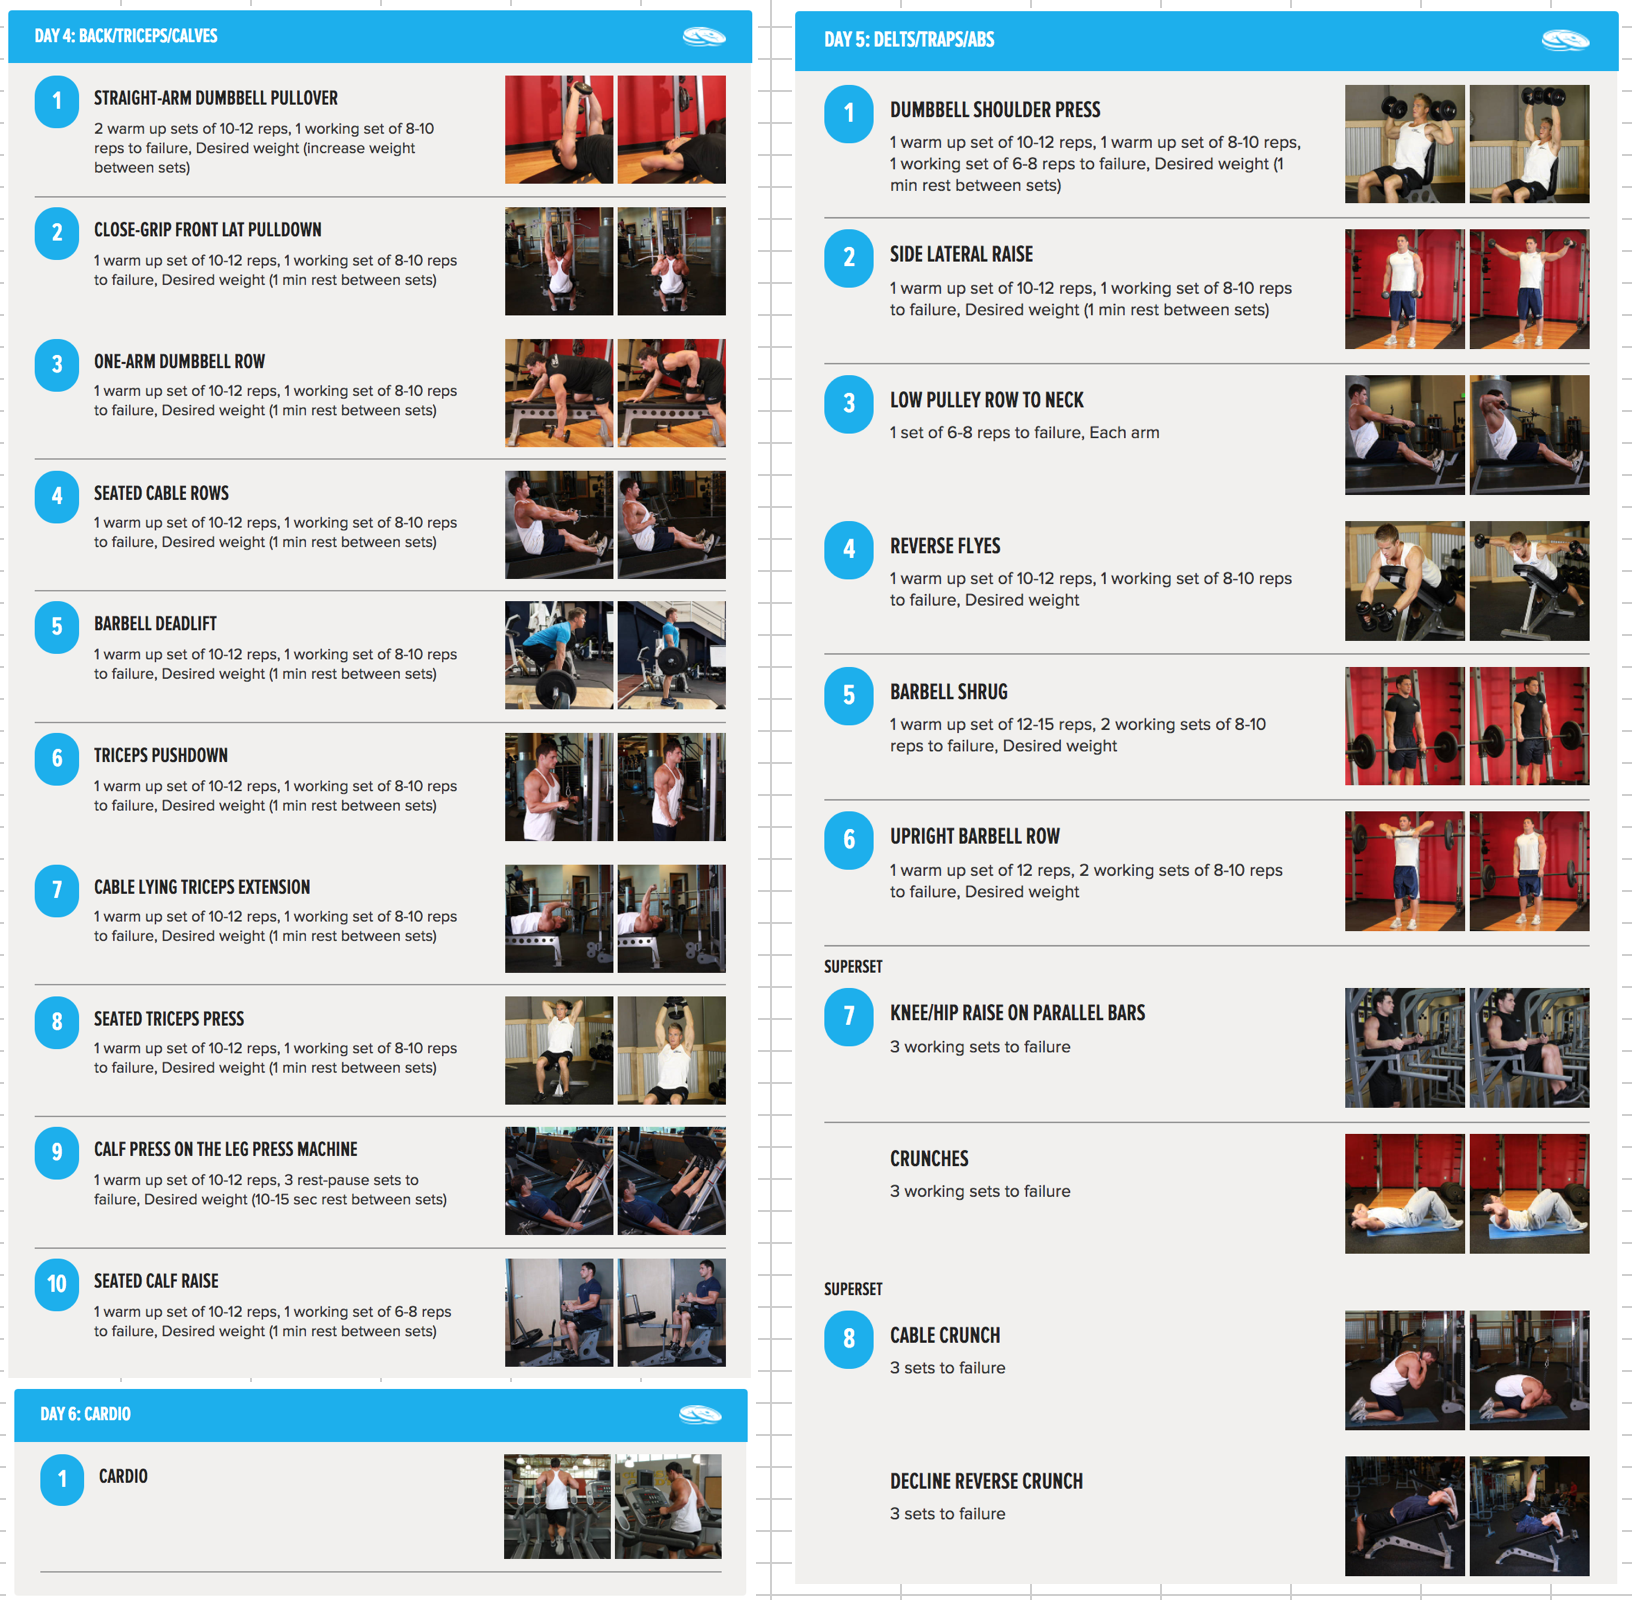 DAY 4: BACK/TRICEPS/CALVES
1
STRAIGHT-ARM DUMBBELL PULLOVER
2 warm up sets of 10-12 reps, 1 working set of 8-10
reps to failure, Desired weight (increase weight
between sets)
2
CLOSE-GRIP FRONT LAT PULLDOWN
1 warm up set of 10-12 reps, 1 working set of 8-10 reps
to failure, Desired weight (1 min rest between sets)
3
ONE-ARM DUMBBELL ROW
1 warm up set of 10-12 reps, 1 working set of 8-10 reps
to failure, Desired weight (1 min rest between sets)
4
SEATED CABLE ROWS
1 warm up set of 10-12 reps, 1 working set of 8-10 reps
to failure, Desired weight (1 min rest between sets)
5
BARBELL DEADLIFT
1 warm up set of 10-12 reps, 1 working set of 8-10 reps
to failure, Desired weight (1 min rest between sets)
6
TRICEPS PUSHDOWN
1 warm up set of 10-12 reps, 1 working set of 8-10 reps
to failure, Desired weight (1 min rest between sets)
7
CABLE LYING TRICEPS EXTENSION
1 warm up set of 10-12 reps, 1 working set of 8-10 reps
to failure, Desired weight (1 min rest between sets)
8
SEATED TRICEPS PRESS
1 warm up set of 10-12 reps, 1 working set of 8-10 reps
to failure, Desired weight (1 min rest between sets)
9
CALF PRESS ON THE LEG PRESS MACHINE
1 warm up set of 10-12 reps, 3 rest-pause sets to
failure, Desired weight (10-15 sec rest between sets)
10
SEATED CALF RAISE
1 warm up set of 10-12 reps, 1 working set of 6-8 reps
to failure, Desired weight (1 min rest between sets)
DAY 6: CARDIO
1
CARDIO
DAY 5: DELTS/TRAPS/ABS
1
DUMBBELL SHOULDER PRESS
1 warm up set of 10-12 reps, 1 warm up set of 8-10 reps,
1 working set of 6-8 reps to failure, Desired weight (1
min rest between sets)
2
SIDE LATERAL RAISE
1 warm up set of 10-12 reps, 1 working set of 8-10 reps
to failure, Desired weight (1 min rest between sets)
3
LOW PULLEY ROW TO NECK
1 set of 6-8 reps to failure, Each arm
4
REVERSE FLYES
1 warm up set of 10-12 reps, 1 working set of 8-10 reps
to failure, Desired weight
5
BARBELL SHRUG
1 warm up set of 12-15 reps, 2 working sets of 8-10
reps to failure, Desired weight
6
UPRIGHT BARBELL ROW
1 warm up set of 12 reps, 2 working sets of 8-10 reps
to failure, Desired weight
SUPERSET
7
KNEE/HIP RAISE ON PARALLEL BARS
3 working sets to failure
CRUNCHES
3 working sets to failure
SUPERSET
8
CABLE CRUNCH
3 sets to failure
DECLINE REVERSE CRUNCH
3 sets to failure